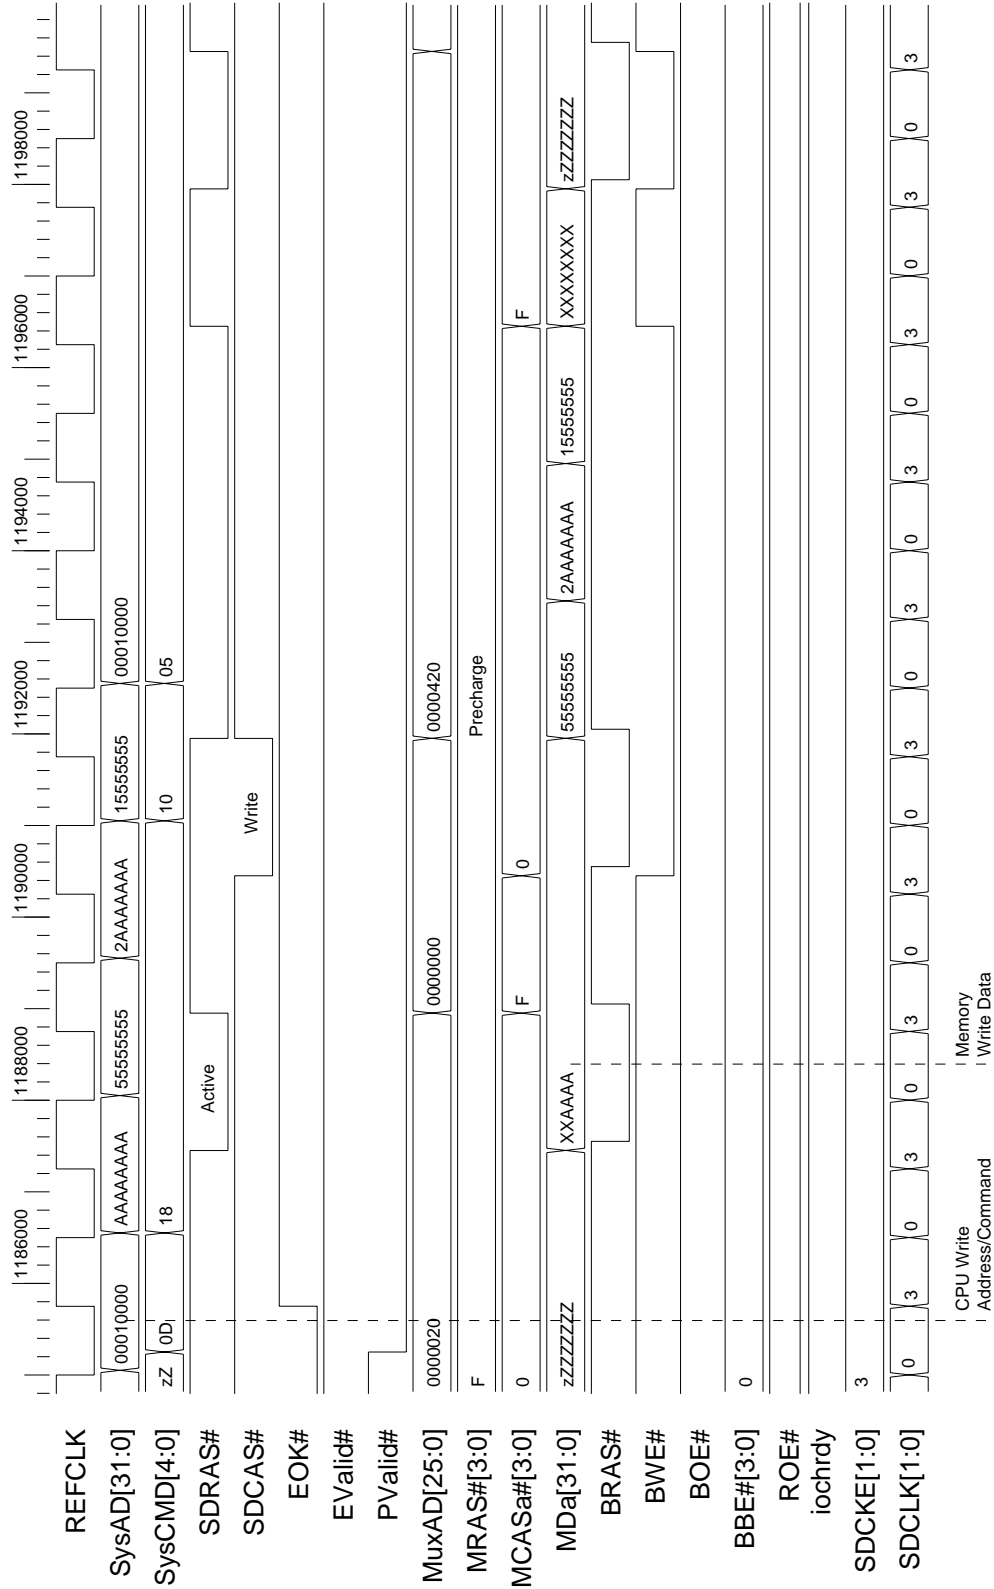 1186000 1188000 1190000 1192000 1194000 1196000 1198000
REFCLK
SysAD[31:0] 00010000 AAAAAAAA 55555555 2AAAAAAA 15555555 00010000
SysCMD[4:0] zZ 0D 18 10 05
SDRAS# Active
SDCAS# Write
EOK#
EValid#
PValid#
MuxAD[25:0] 0000020 0000000 0000420
MRAS#[3:0] F Precharge
MCASa#[3:0] 0 F 0 F
MDa[31:0] zZZZZZZZ XXAAAA 55555555 2AAAAAAA 15555555 XXXXXXXX zZZZZZZZ
BRAS#
BWE#
BOE#
BBE#[3:0] 0
ROE#
iochrdy
SDCKE[1:0] 3
SDCLK[1:0] 0 3 0 3 0 3 0 3 0 3 0 3 0 3 0 3 0 3 0 3
CPU Write
Address/Command
Memory
Write Data